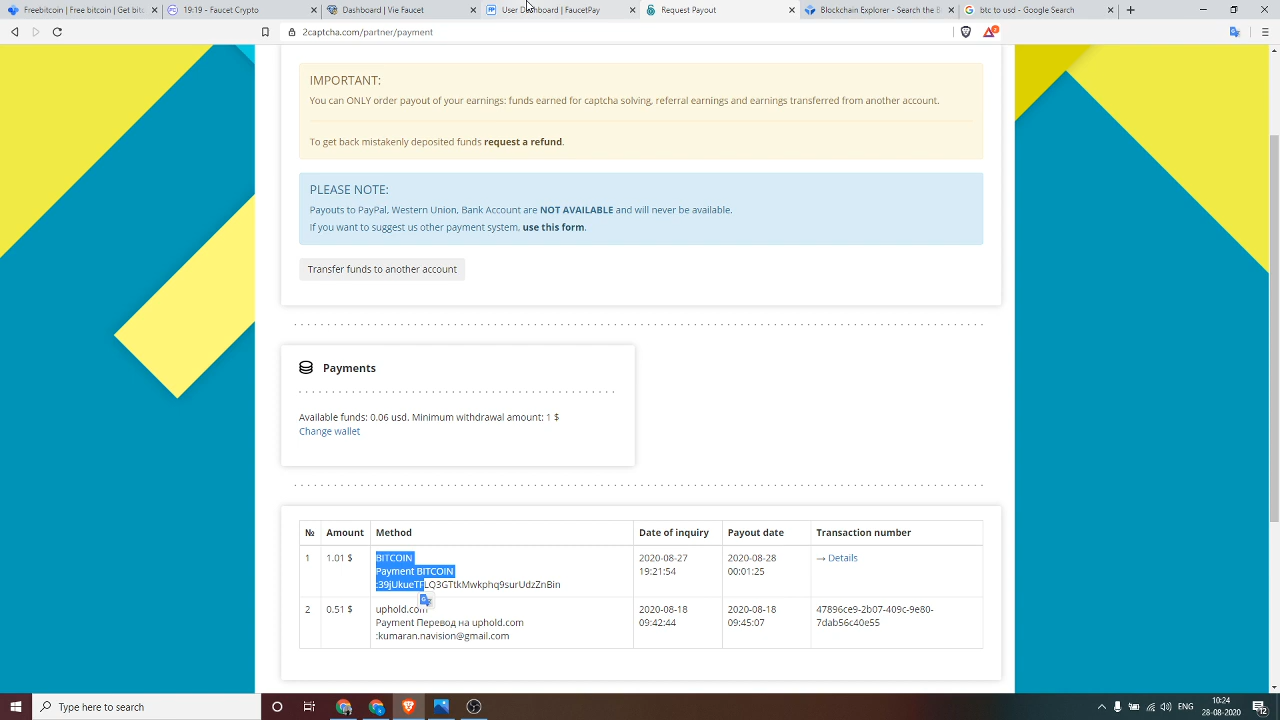 Freebitcoin | Free bitcoin | Get bitc
19:19 - Faucet Crypto
Dashboard | Vie Faucet
User Dashboard | FaucetPay
Request Payout
Blockchain Explorer - Search the B
btc to usd - Google Search
2captcha.com/partner/payment
IMPORTANT:
You can ONLY order payout of your earnings: funds earned for captcha solving, referral earnings and earnings transferred from another account.
To get back mistakenly deposited funds request a refund.
PLEASE NOTE:
Payouts to PayPal, Western Union, Bank Account are NOT AVAILABLE and will never be available.
If you want to suggest us other payment system, use this form.
Transfer funds to another account
Payments
Available funds: 0.06 usd. Minimum withdrawal amount: 1 $
Change wallet
№ Amount Method Date of inquiry Payout date Transaction number
1 1.01 $ BITCOIN 2020-08-27 2020-08-28 → Details
Payment BITCOIN 19:21:54 00:01:25
2 0.51 $ uphold.com 2020-08-18 2020-08-18 47896ce9-2b07-409c-9e80-
Payment Перевод на uphold.com 09:42:44 09:45:07 7dab56c40e55
:kumaran.navision@gmail.com
Type here to search
ENG
10:24
28-08-2020